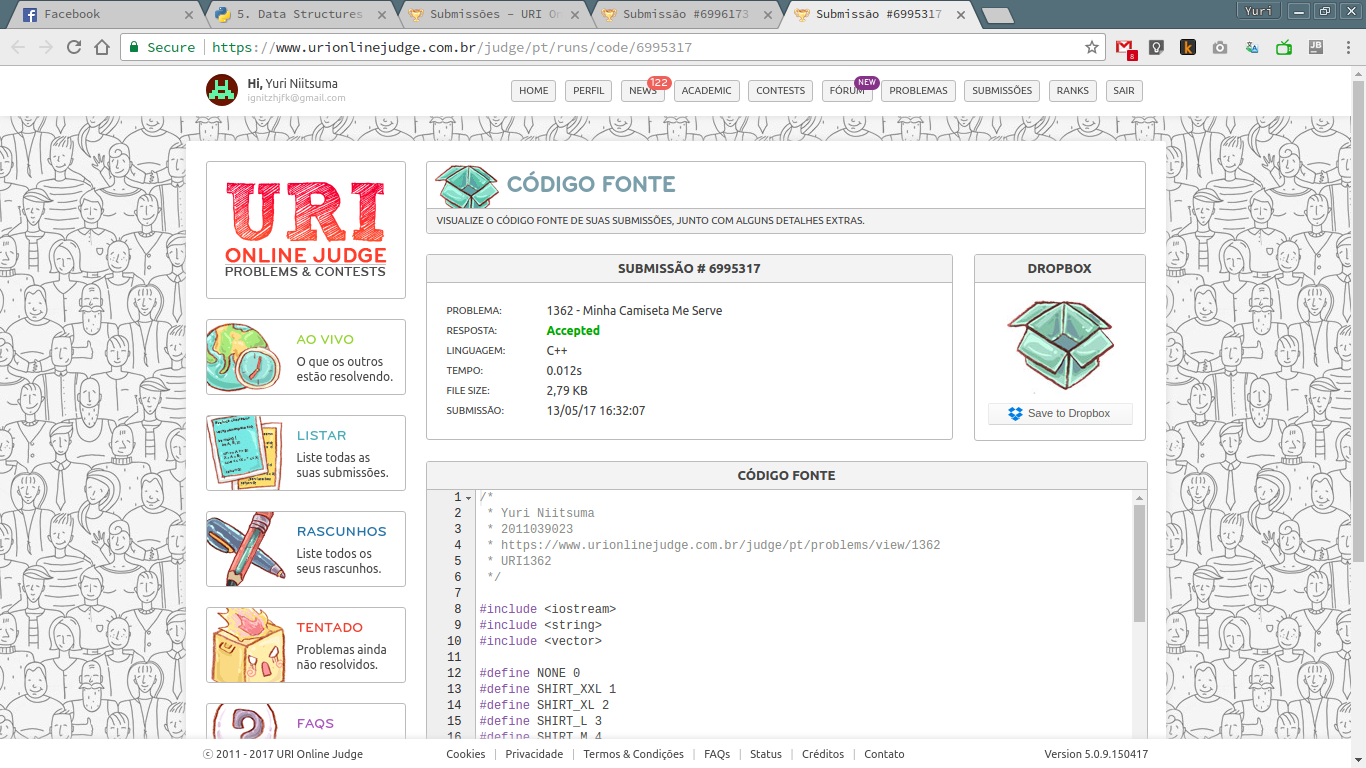 Facebook
5. Data Structures
Submissões - URI On
Submissão #6996173
Submissão #6995317
Yuri
Secure
https://www.urionlinejudge.com.br/judge/pt/runs/code/6995317
8
k
JB
Hi, Yuri Niitsuma
ignitzhjfk@gmail.com
HOME
PERFIL
NEWS
122
ACADEMIC
CONTESTS
FÓRUM
NEW
PROBLEMAS
SUBMISSÕES
RANKS
SAIR
URI
ONLINE JUDGE
PROBLEMS & CONTESTS
AO VIVO
O que os outros
estão resolvendo.
LISTAR
Liste todas as
suas submissões.
RASCUNHOS
Liste todos os
seus rascunhos.
TENTADO
Problemas ainda
não resolvidos.
FAQS
CÓDIGO FONTE
VISUALIZE O CÓDIGO FONTE DE SUAS SUBMISSÕES, JUNTO COM ALGUNS DETALHES EXTRAS.
SUBMISSÃO # 6995317
PROBLEMA: 1362 - Minha Camiseta Me Serve
RESPOSTA: Accepted
LINGUAGEM: C++
TEMPO: 0.012s
FILE SIZE: 2,79 KB
SUBMISSÃO: 13/05/17 16:32:07
DROPBOX
Save to Dropbox
CÓDIGO FONTE
1 /*
2 * Yuri Niitsuma
3 * 2011039023
4 * https://www.urionlinejudge.com.br/judge/pt/problems/view/1362
5 * URI1362
6 */
7
8 #include <iostream>
9 #include <string>
10 #include <vector>
11
12 #define NONE 0
13 #define SHIRT_XXL 1
14 #define SHIRT_XL 2
15 #define SHIRT_L 3
16 #define SHIRT_M 4
© 2011 - 2017 URI Online Judge
Cookies | Privacidade | Termos & Condições | FAQs | Status | Créditos | Contato
Version 5.0.9.150417